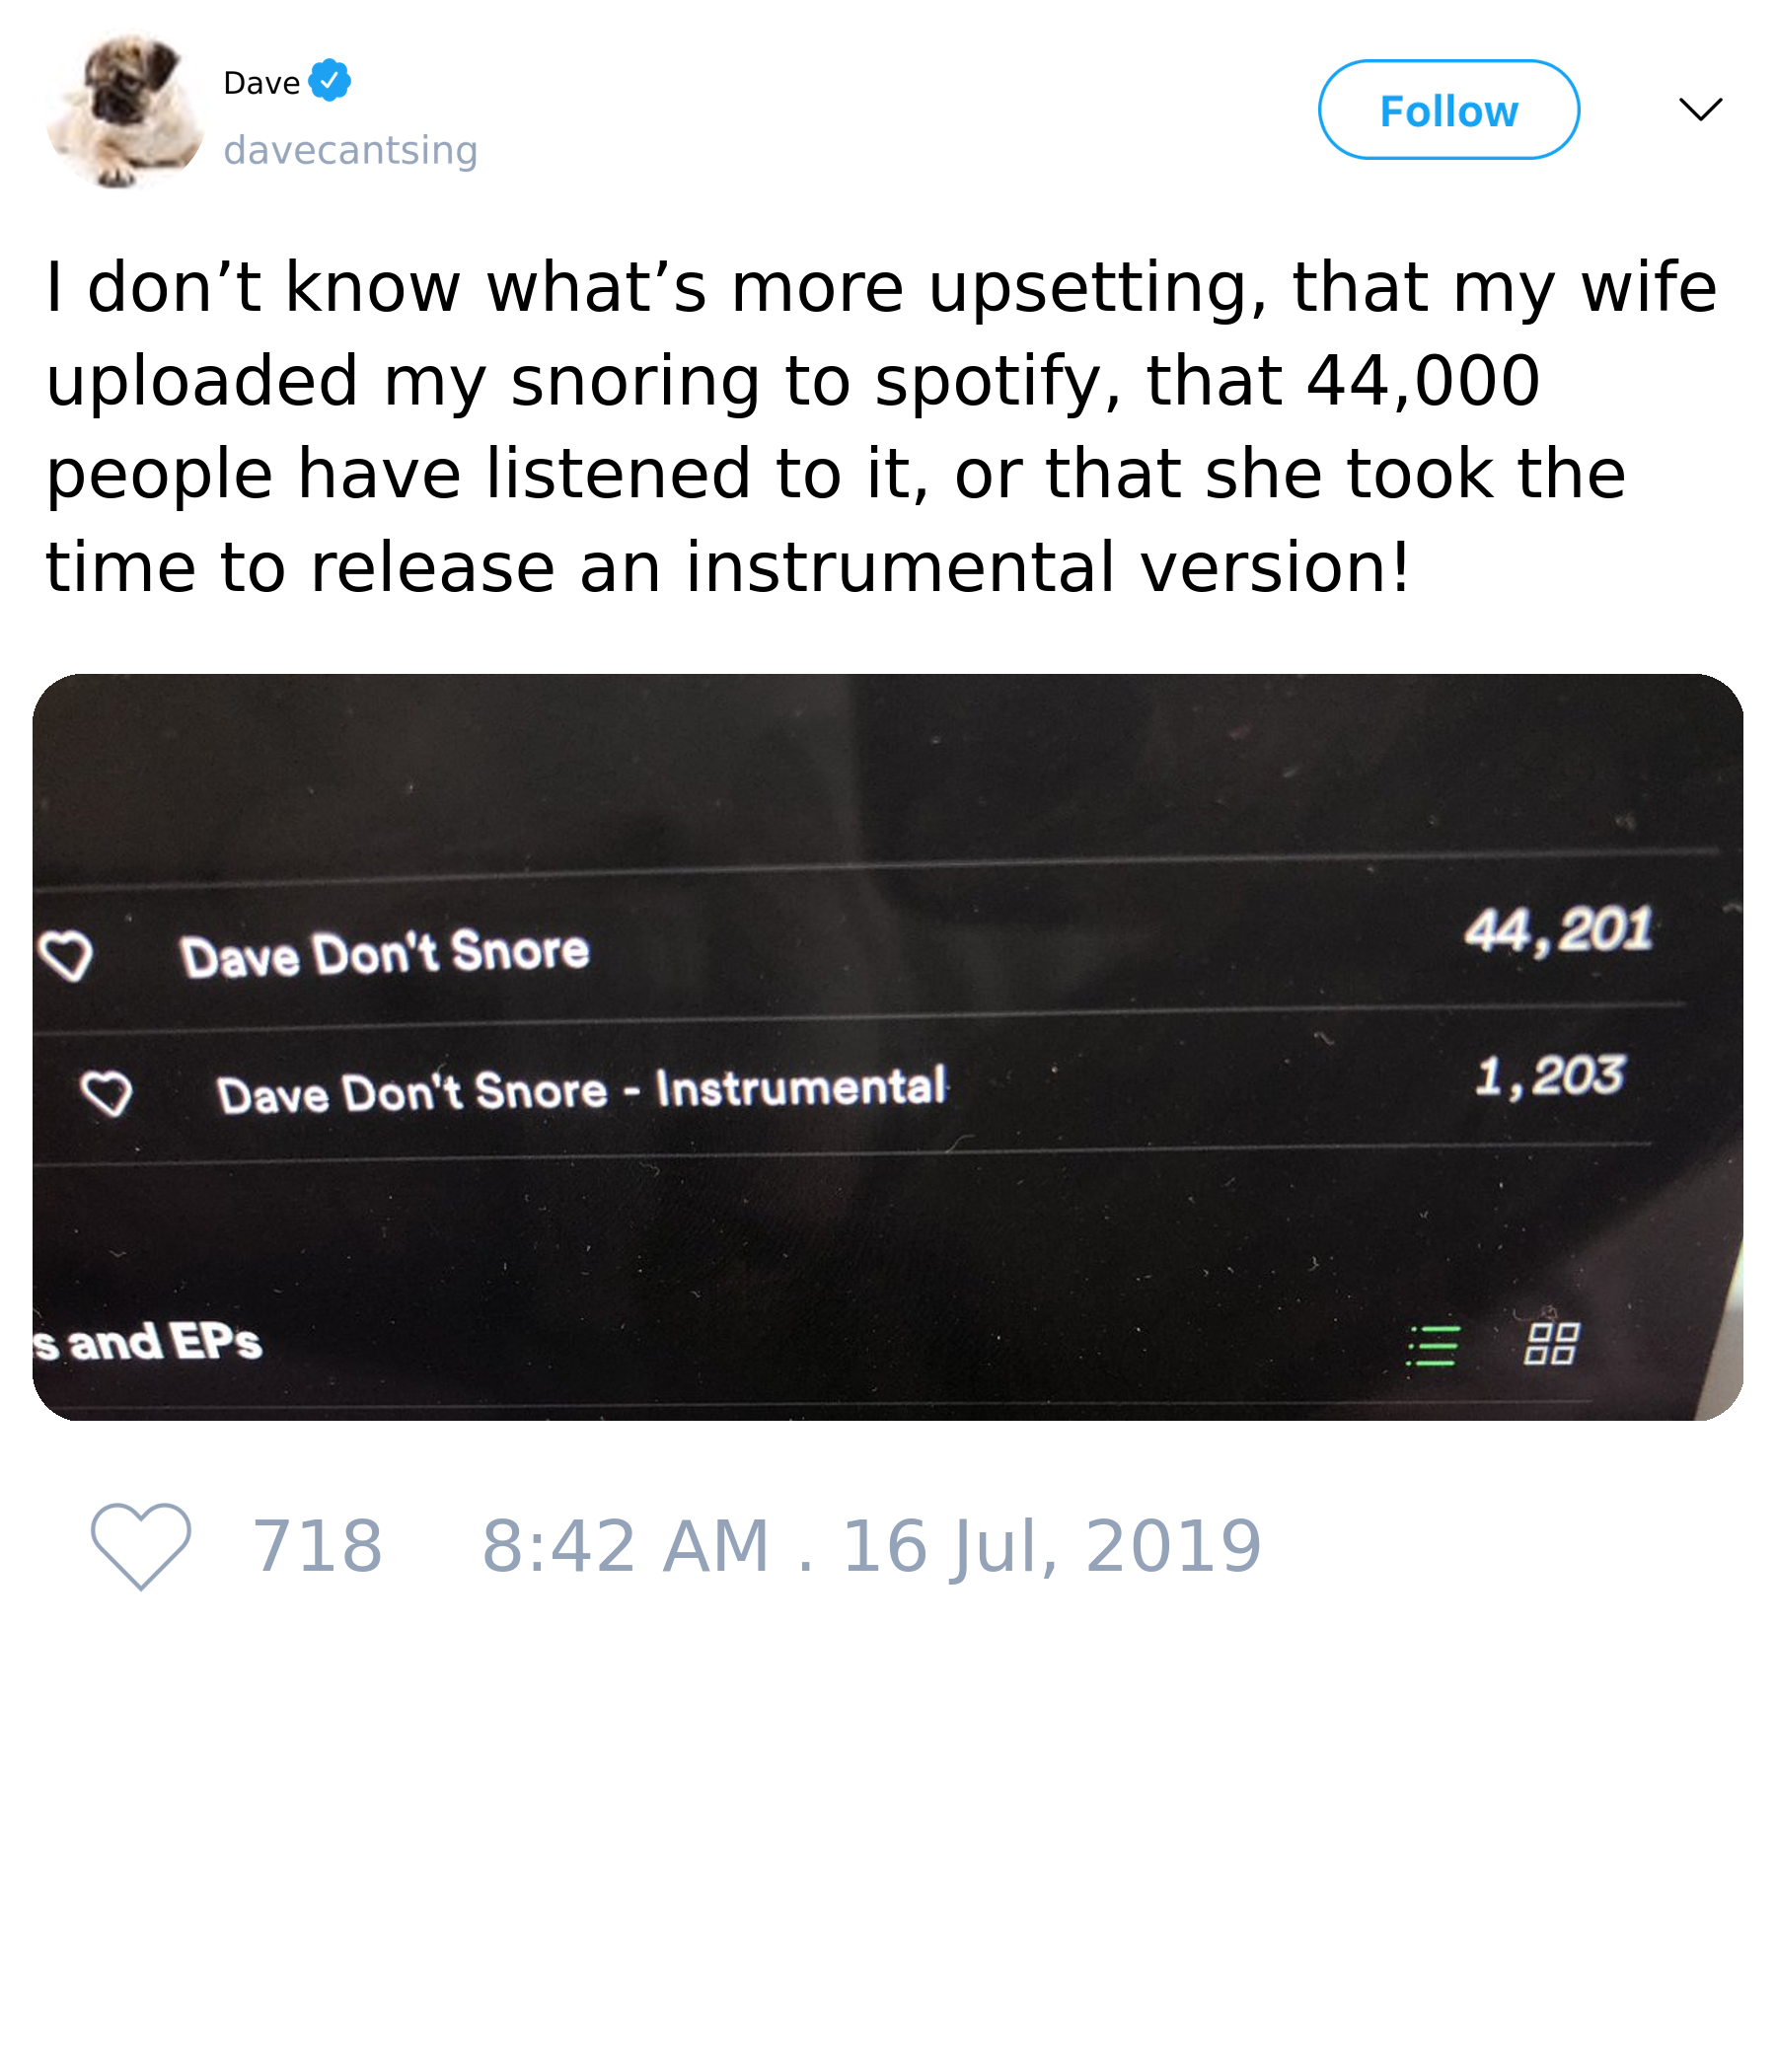 Dave
davecantsing
Follow
I don’t know what’s more upsetting, that my wife
uploaded my snoring to spotify, that 44,000
people have listened to it, or that she took the
time to release an instrumental version!
Dave Don't Snore 44,201
Dave Don't Snore - Instrumental 1,203
s and EPs
718 8:42 AM . 16 Jul, 2019